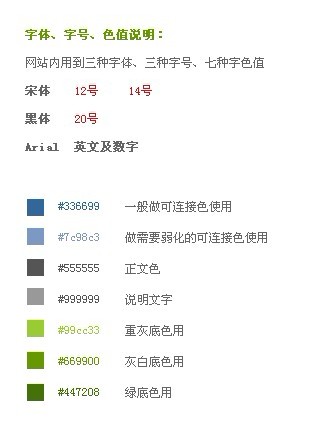 字体、字号、色值说明：
网站内用到三种字体、三种字号、七种字色值
宋体 12号 14号
黑体 20号
Arial 英文及数字
#336699 一般做可连接色使用
#7c98c3 做需要弱化的可连接色使用
#555555 正文色
#999999 说明文字
#99cc33 重灰底色用
#669900 灰白底色用
#447208 绿底色用